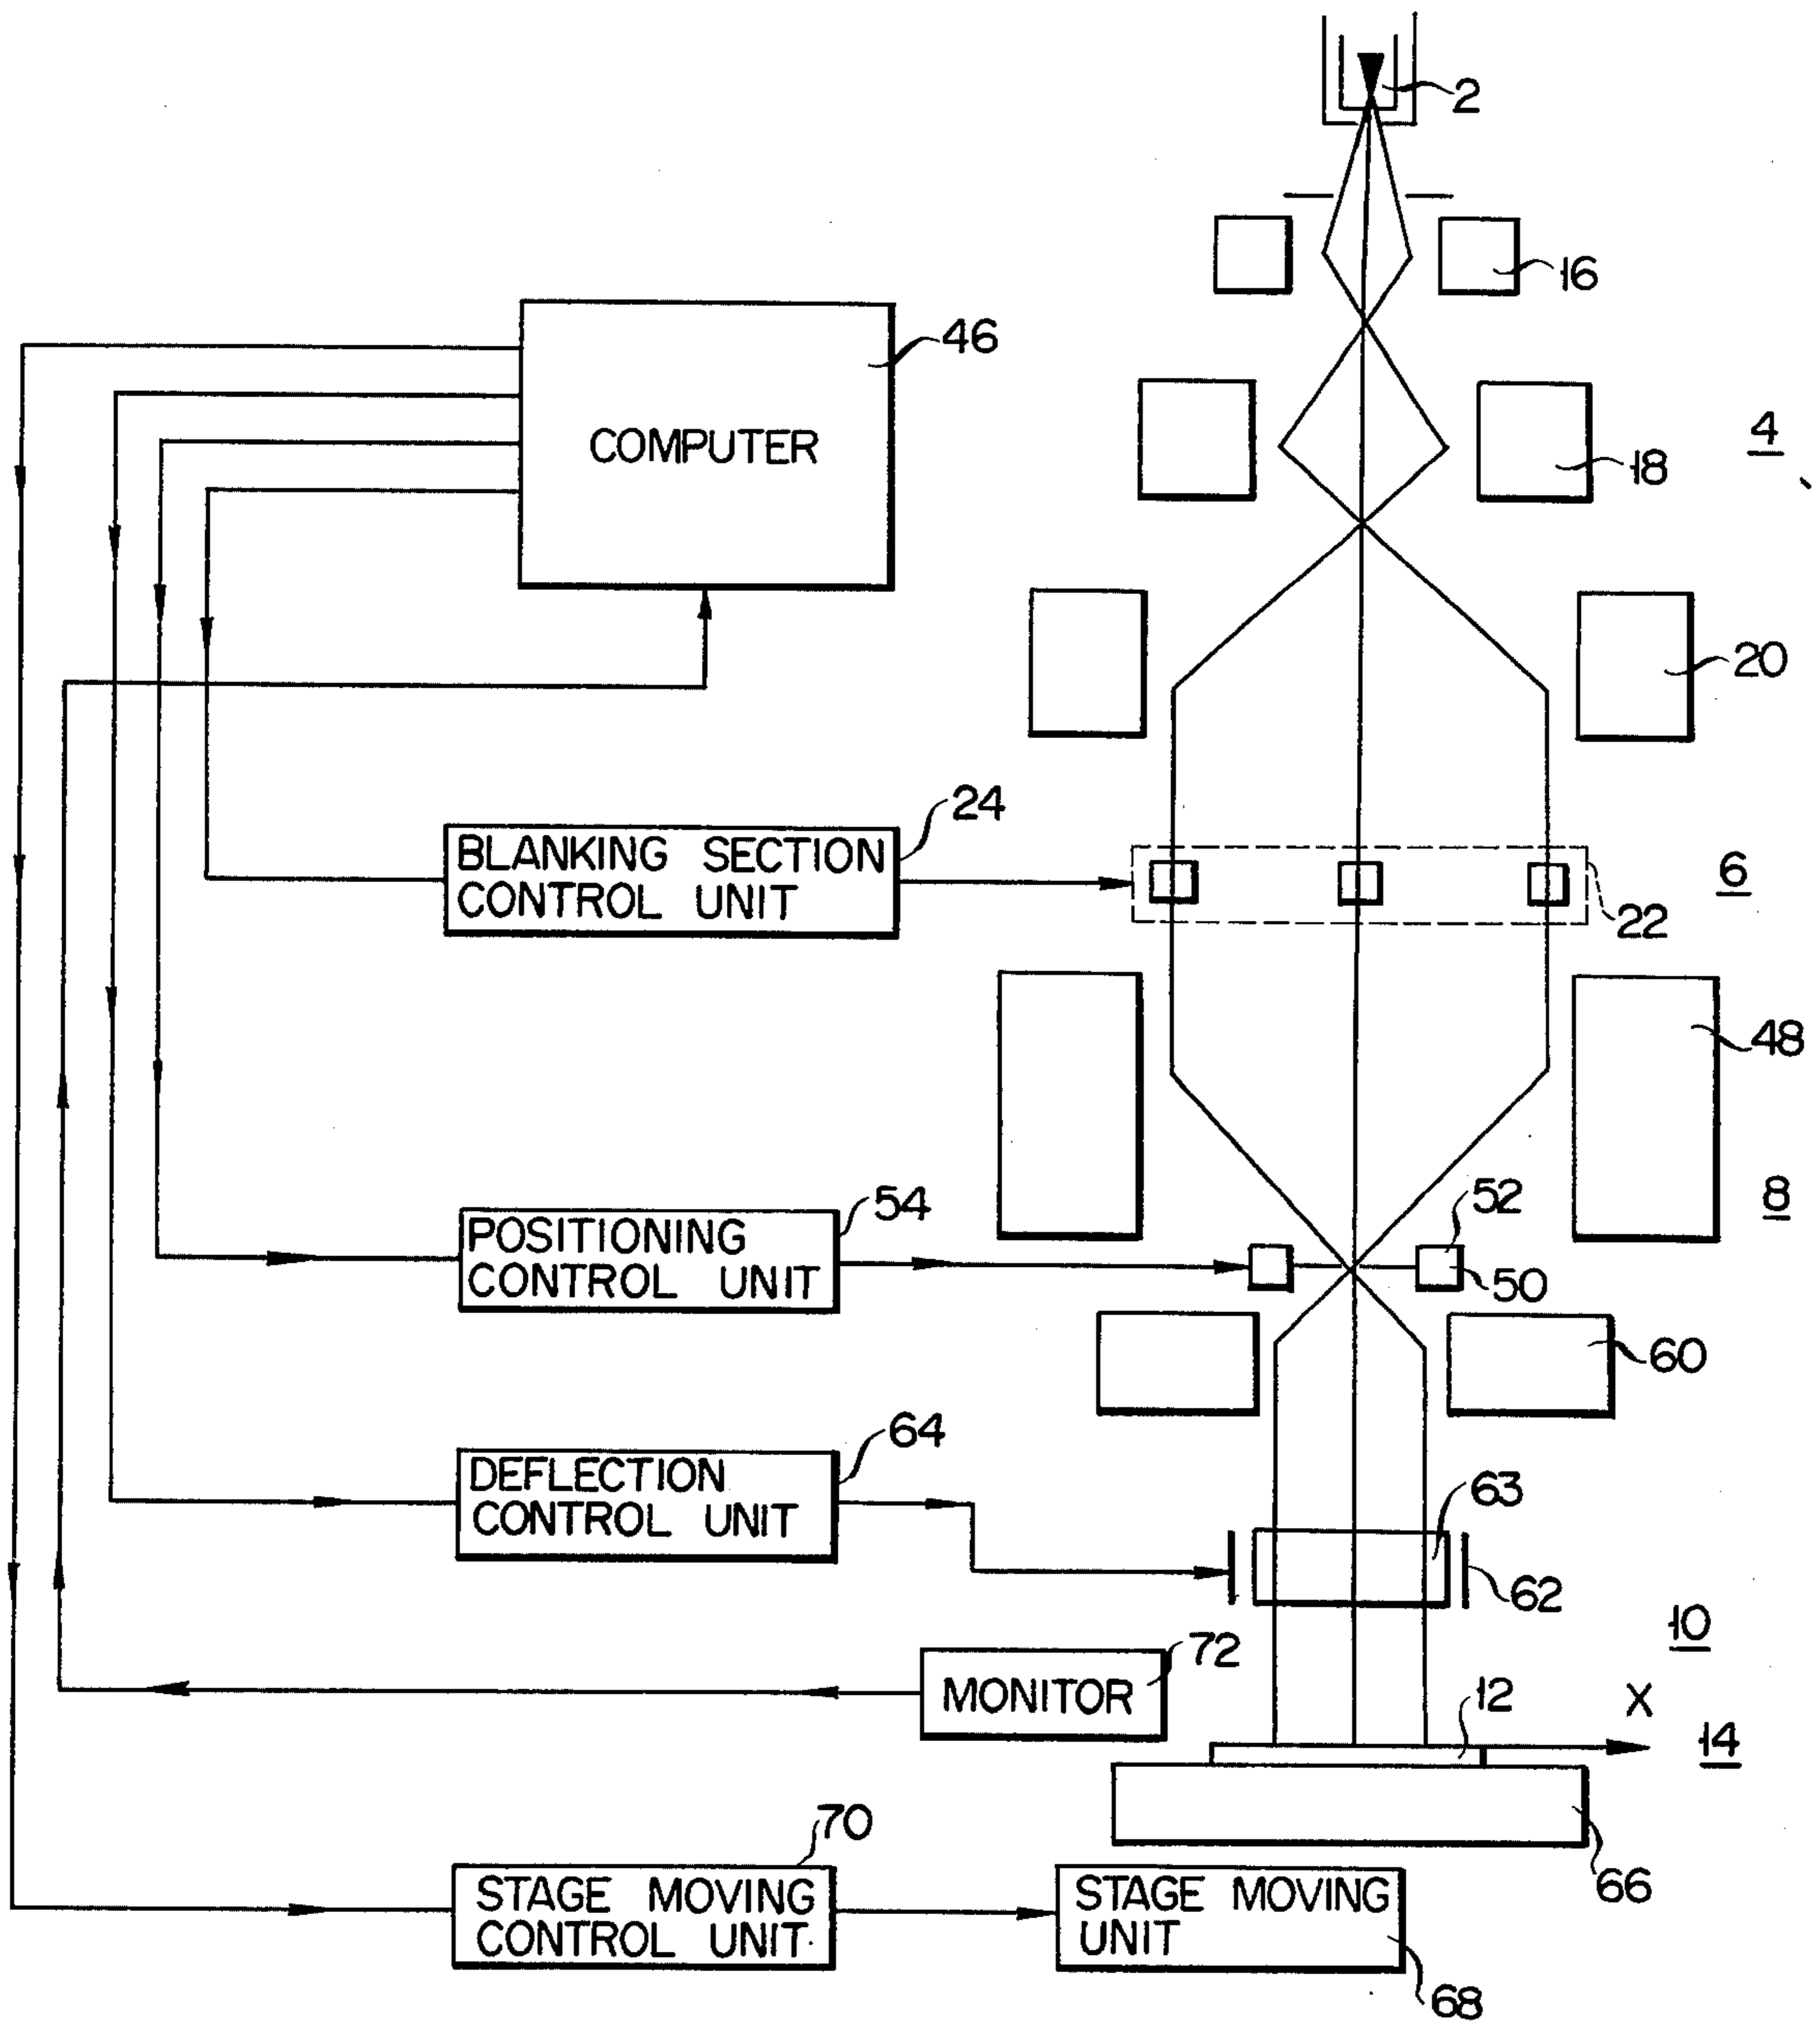 2
16
46
COMPUTER
4
18
20
24
BLANKING SECTION
CONTROL UNIT
6
22
48
54
POSITIONING
CONTROL UNIT
8
52
50
60
64
DEFLECTION
CONTROL UNIT
63
62
10
72
MONITOR
12
X
14
70
66
STAGE MOVING
CONTROL UNIT
STAGE MOVING
UNIT
68